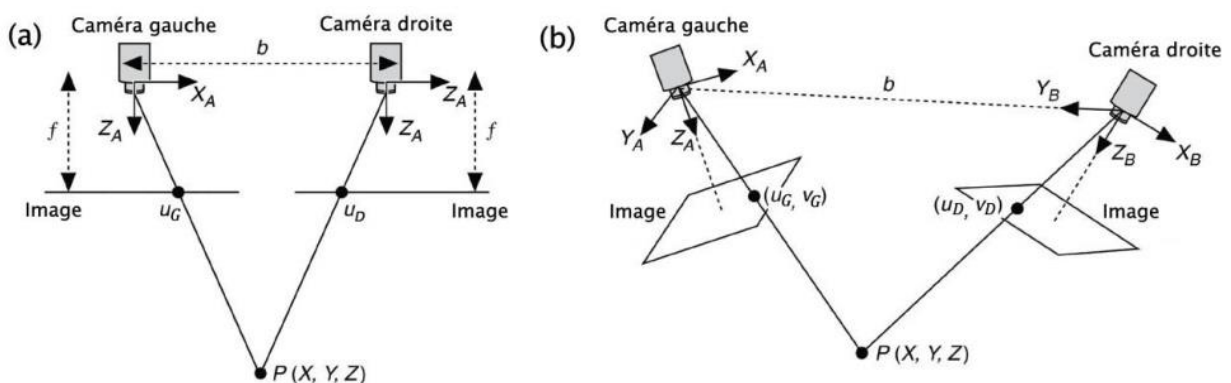 (a)
Caméra gauche
Caméra droite
b
X_A
Z_A
f
Z_A
Z_A
f
Image
u_G
u_D
Image
P (X, Y, Z)
(b)
Caméra gauche
Caméra droite
X_A
b
Y_B
Y_A
Z_A
Z_B
X_B
Image
(u_G, v_G)
(u_D, v_D)
Image
P (X, Y, Z)